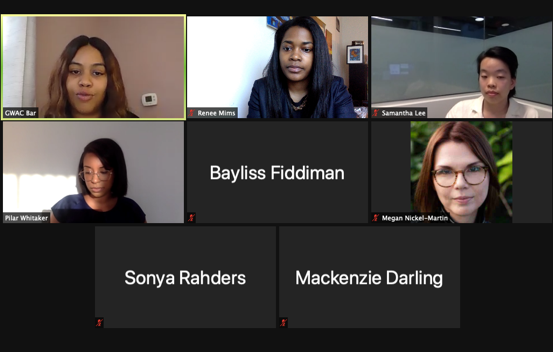 GWAC Bar
Renee Mims
Samantha Lee
Pilar Whitaker
Bayliss Fiddiman
Megan Nickel-Martin
Sonya Rahders
Mackenzie Darling